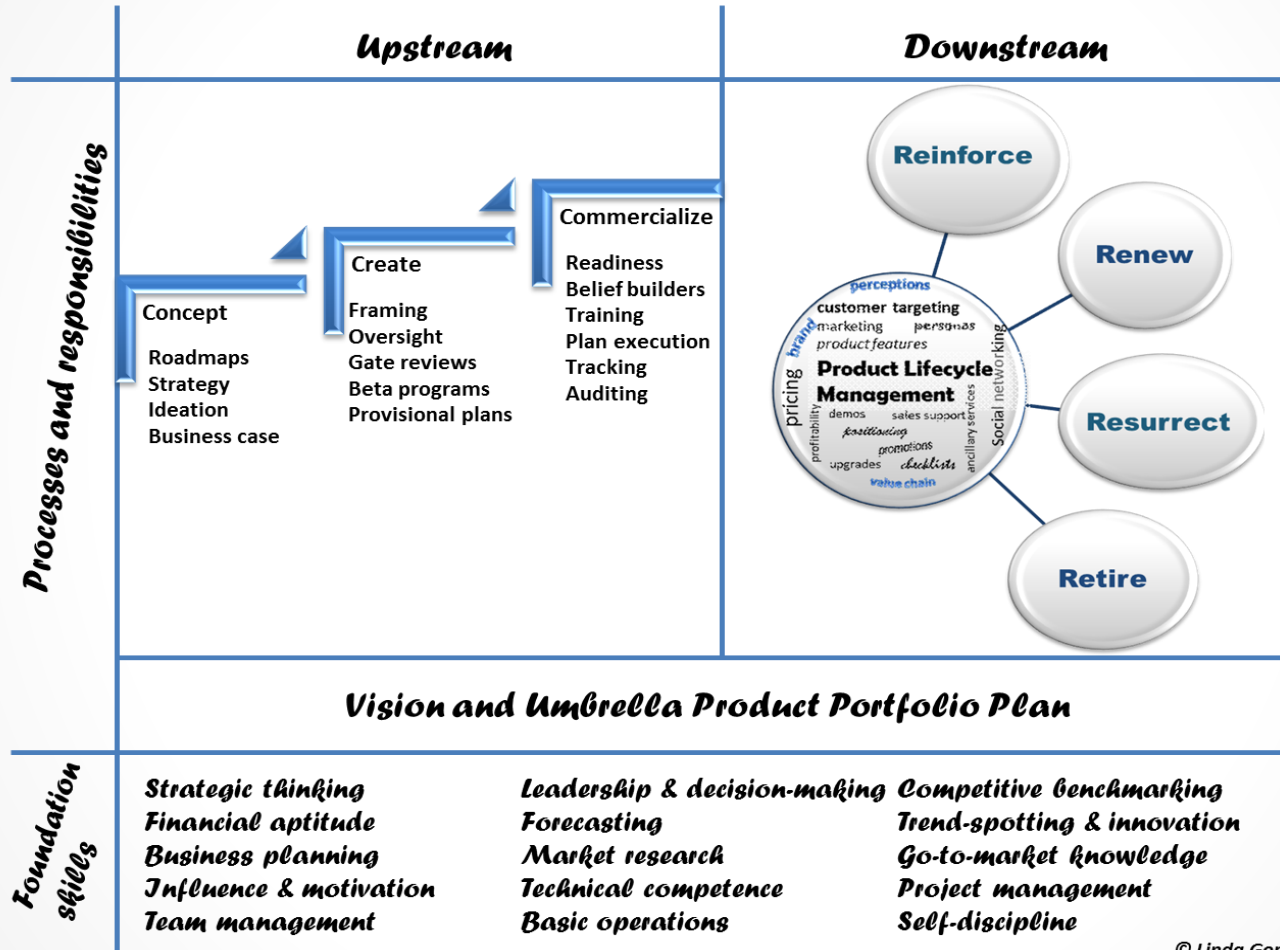 Upstream
Downstream
Processes and responsibilities
Concept
Roadmaps
Strategy
Ideation
Business case
Create
Framing
Oversight
Gate reviews
Beta programs
Provisional plans
Commercialize
Readiness
Belief builders
Training
Plan execution
Tracking
Auditing
Reinforce
Renew
Resurrect
Retire
perceptions
customer targeting
brand
marketing personas
product features
Social networking
pricing
Product Lifecycle
Management
demos sales support
profitability
positioning
ancillary services
promotions
upgrades checklists
value chain
Vision and Umbrella Product Portfolio Plan
Foundation
skills
Strategic thinking
Financial aptitude
Business planning
Influence & motivation
Team management
Leadership & decision-making
Forecasting
Market research
Technical competence
Basic operations
Competitive benchmarking
Trend-spotting & innovation
Go-to-market knowledge
Project management
Self-discipline
© Linda